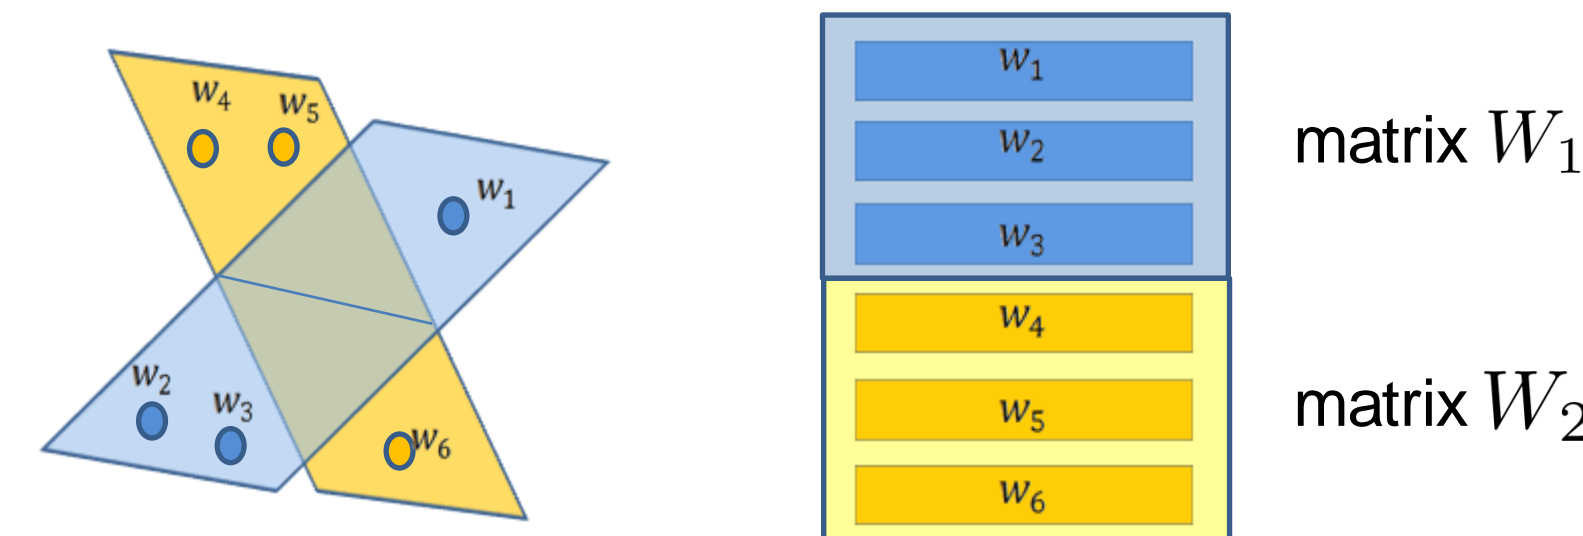 w₄
w₅
w₁
w₂
w₃
w₆
w₁
w₂
w₃
w₄
w₅
w₆
matrix W₁
matrix W₂